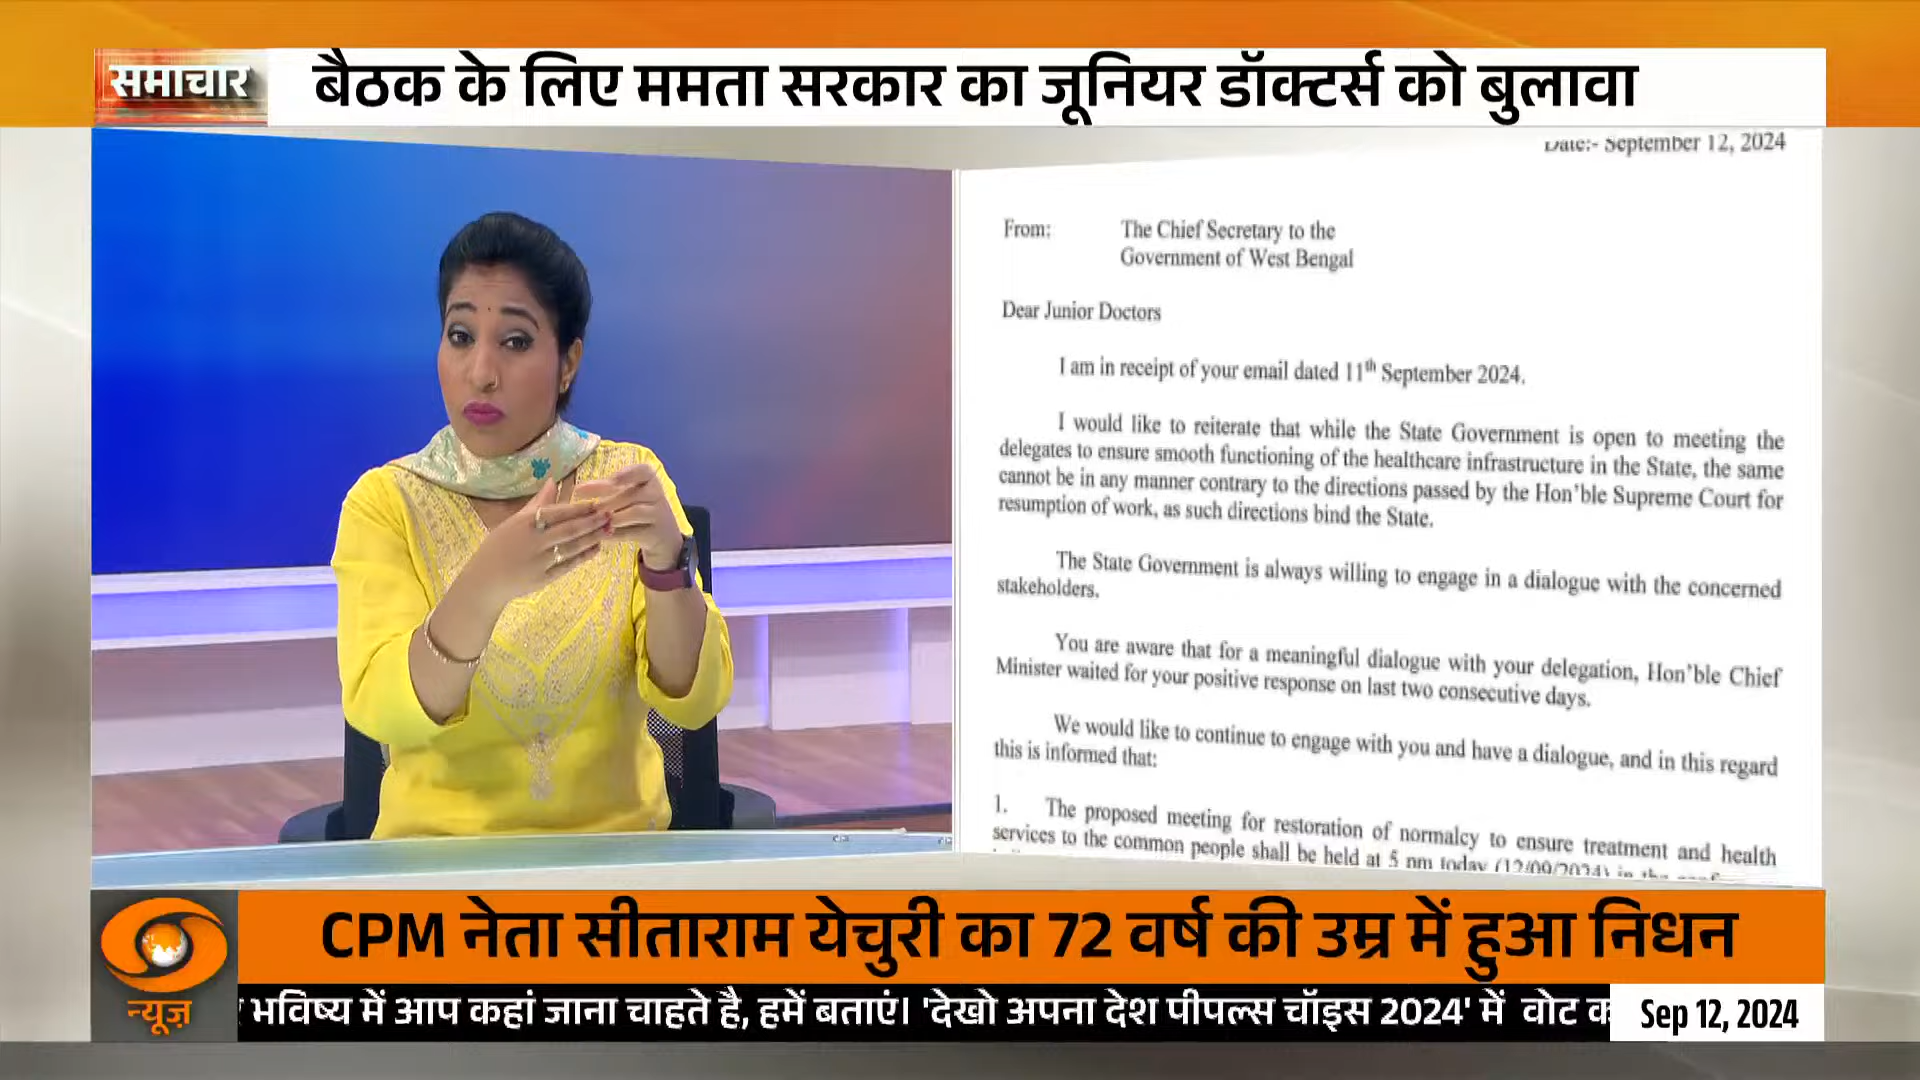 समाचार
बैठक के लिए ममता सरकार का जूनियर डॉक्टर्स को बुलावा
Date:- September 12, 2024
From: The Chief Secretary to the
Government of West Bengal
Dear Junior Doctors
I am in receipt of your email dated 11th September 2024.
I would like to reiterate that while the State Government is open to meeting the
delegates to ensure smooth functioning of the healthcare infrastructure in the State, the same
cannot be in any manner contrary to the directions passed by the Hon'ble Supreme Court for
resumption of work, as such directions bind the State.
The State Government is always willing to engage in a dialogue with the concerned
stakeholders.
You are aware that for a meaningful dialogue with your delegation, Hon'ble Chief
Minister waited for your positive response on last two consecutive days.
We would like to continue to engage with you and have a dialogue, and in this regard
this is informed that:
1. The proposed meeting for restoration of normalcy to ensure treatment and health
services to the common people shall be held at 5 pm today (12/09/2024) in the
CPM नेता सीताराम येचुरी का 72 वर्ष की उम्र में हुआ निधन
न्यूज़
भविष्य में आप कहां जाना चाहते है, हमें बताएं। 'देखो अपना देश पीपल्स चॉइस 2024' में वोट
Sep 12, 2024